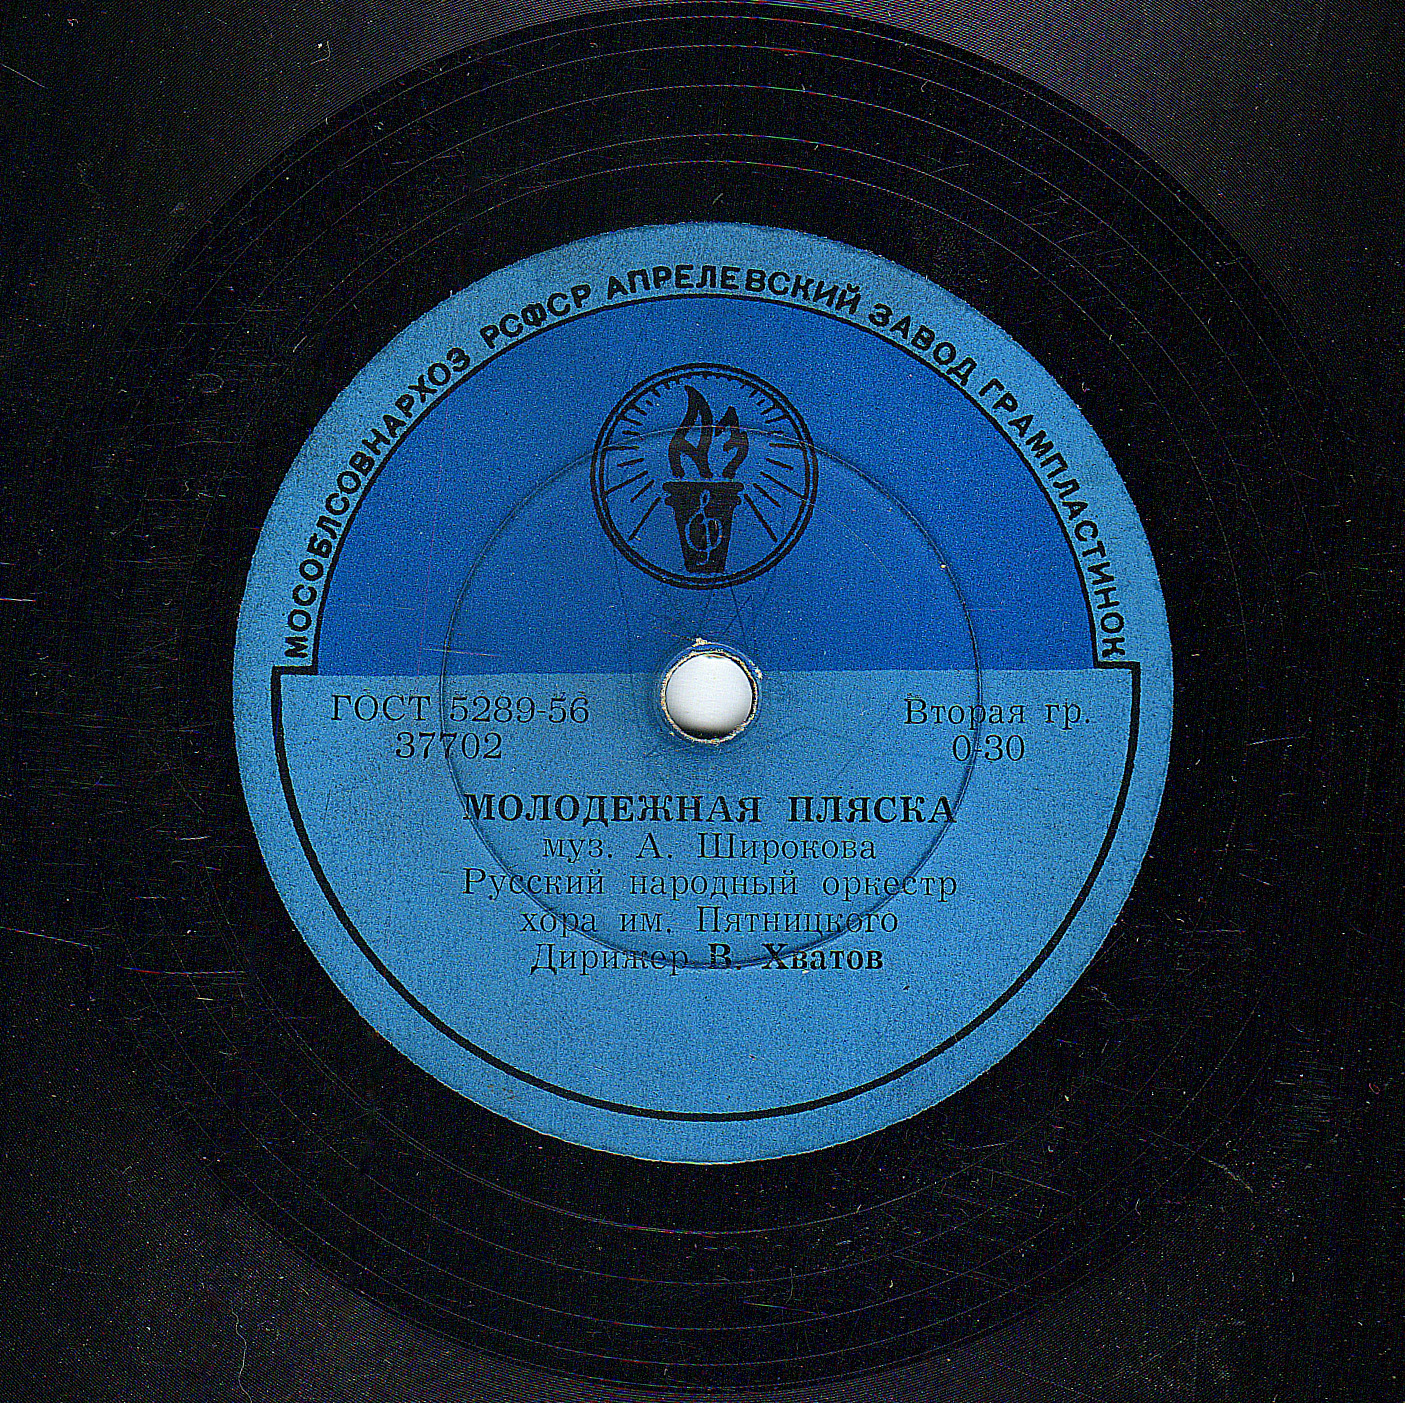 МОСОБЛСОВНАРХОЗ РСФСР АПРЕЛЕВСКИЙ ЗАВОД ГРАМПЛАСТИНОК
ГОСТ 5289-56 Вторая гр.
37702 0-30
МОЛОДЕЖНАЯ ПЛЯСКА
муз. А. Широкова
Русский народный оркестр
хора им. Пятницкого
Дирижер В. Хватов